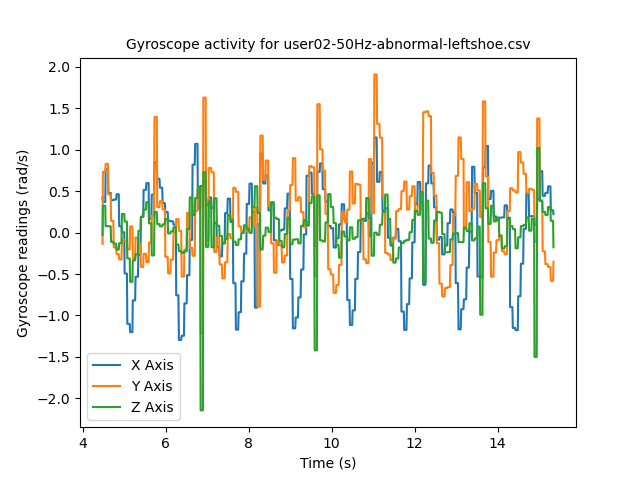 Gyroscope activity for user02-50Hz-abnormal-leftshoe.csv
2.0
1.5
1.0
0.5
0.0
−0.5
−1.0
−1.5
−2.0
Gyroscope readings (rad/s)
X Axis
Y Axis
Z Axis
4 6 8 10 12 14
Time (s)